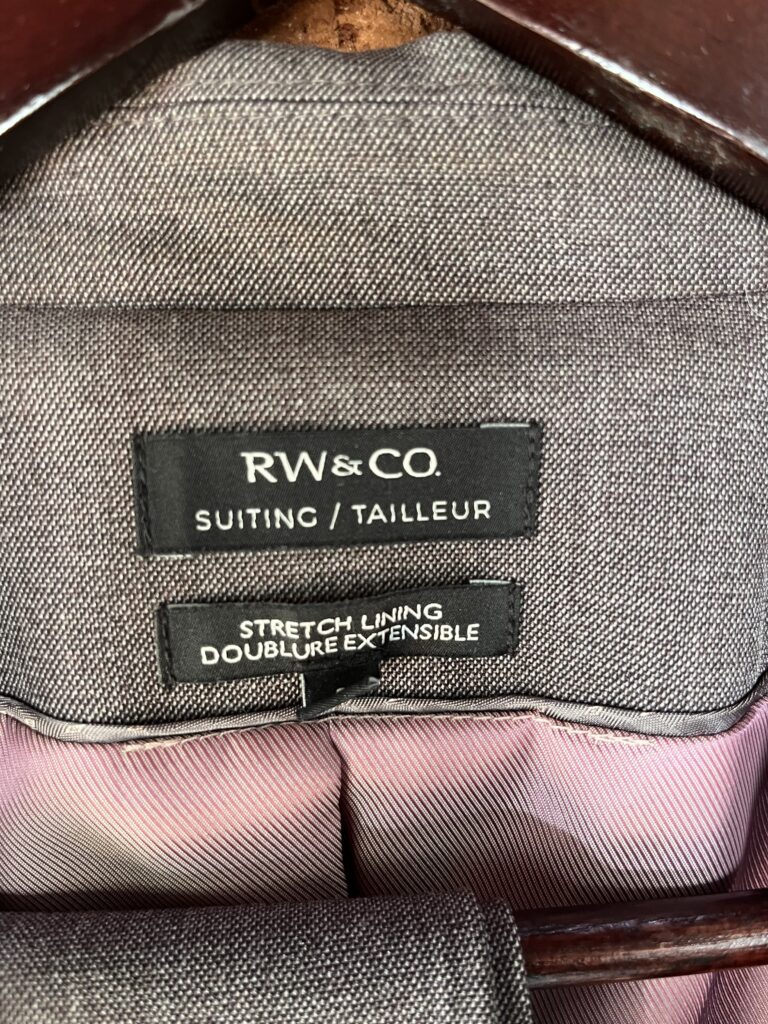 RW&CO.
SUITING / TAILLEUR
STRETCH LINING
DOUBLURE EXTENSIBLE